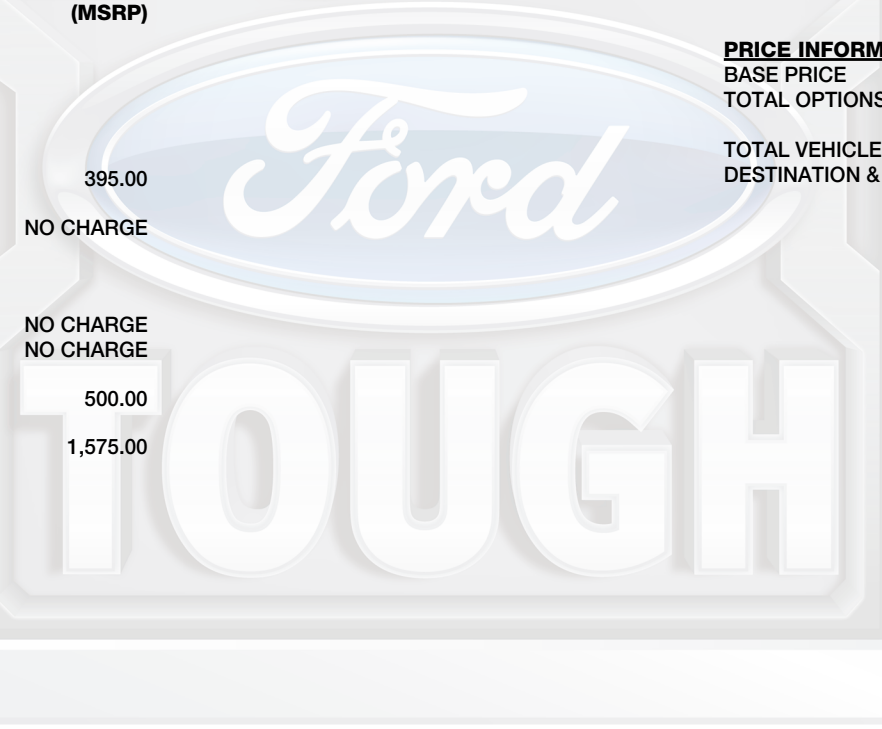 (MSRP)
395.00
NO CHARGE
NO CHARGE
NO CHARGE
500.00
1,575.00
PRICE INFORM
BASE PRICE
TOTAL OPTIONS
TOTAL VEHICLE
DESTINATION &
Ford
TOUGH